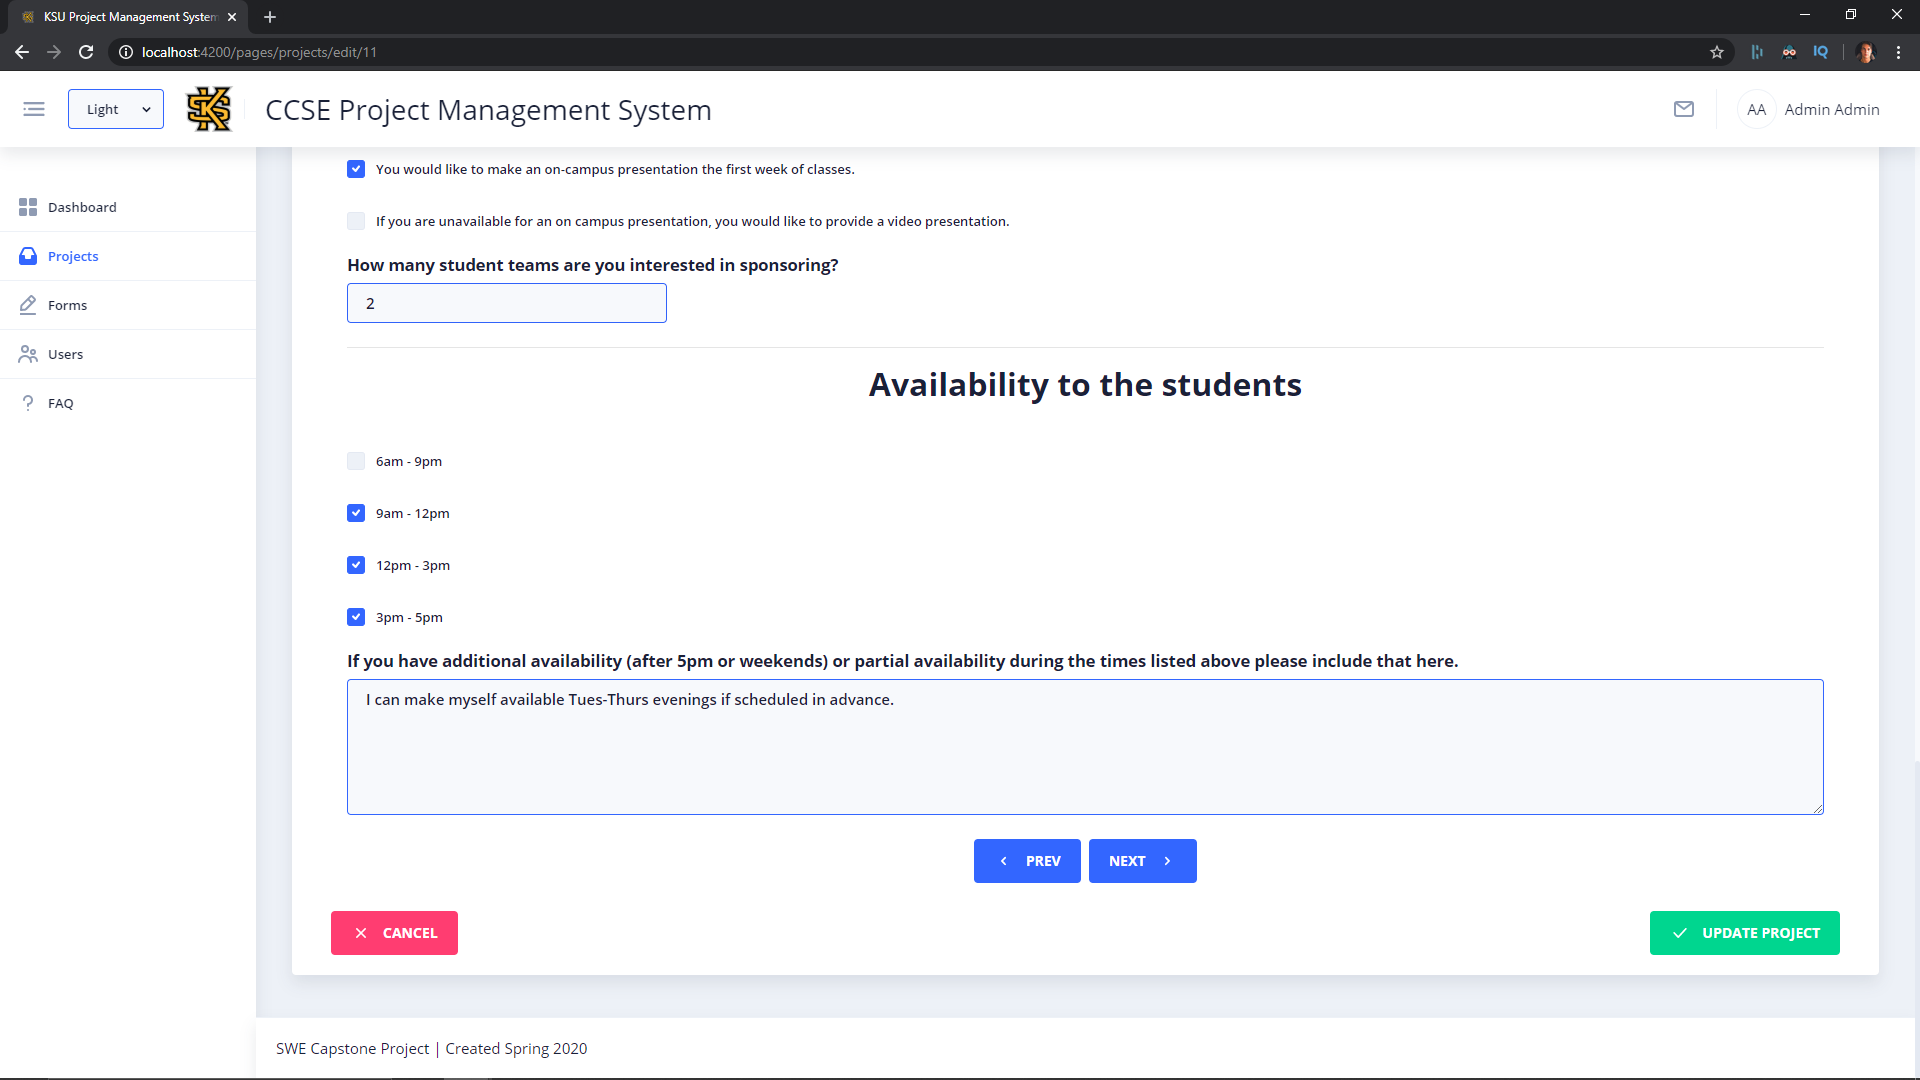 KSU Project Management System
localhost:4200/pages/projects/edit/11
IQ
Light
KS
CCSE Project Management System
AA
Admin Admin
Dashboard
Projects
Forms
Users
FAQ
You would like to make an on-campus presentation the first week of classes.
If you are unavailable for an on campus presentation, you would like to provide a video presentation.
How many student teams are you interested in sponsoring?
2
Availability to the students
6am - 9pm
9am - 12pm
12pm - 3pm
3pm - 5pm
If you have additional availability (after 5pm or weekends) or partial availability during the times listed above please include that here.
I can make myself available Tues-Thurs evenings if scheduled in advance.
PREV
NEXT
CANCEL
UPDATE PROJECT
SWE Capstone Project | Created Spring 2020